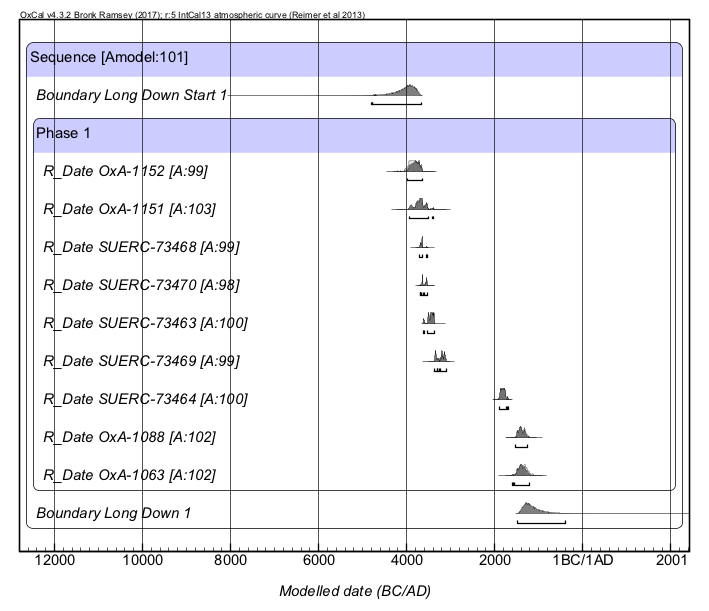 OxCal v4.3.2 Bronk Ramsey (2017); r:5 IntCal13 atmospheric curve (Reimer et al 2013)
Sequence [Amodel:101]
Boundary Long Down Start 1
Phase 1
R_Date OxA-1152 [A:99]
R_Date OxA-1151 [A:103]
R_Date SUERC-73468 [A:99]
R_Date SUERC-73470 [A:98]
R_Date SUERC-73463 [A:100]
R_Date SUERC-73469 [A:99]
R_Date SUERC-73464 [A:100]
R_Date OxA-1088 [A:102]
R_Date OxA-1063 [A:102]
Boundary Long Down 1
12000 10000 8000 6000 4000 2000 1BC/1AD 2001
Modelled date (BC/AD)